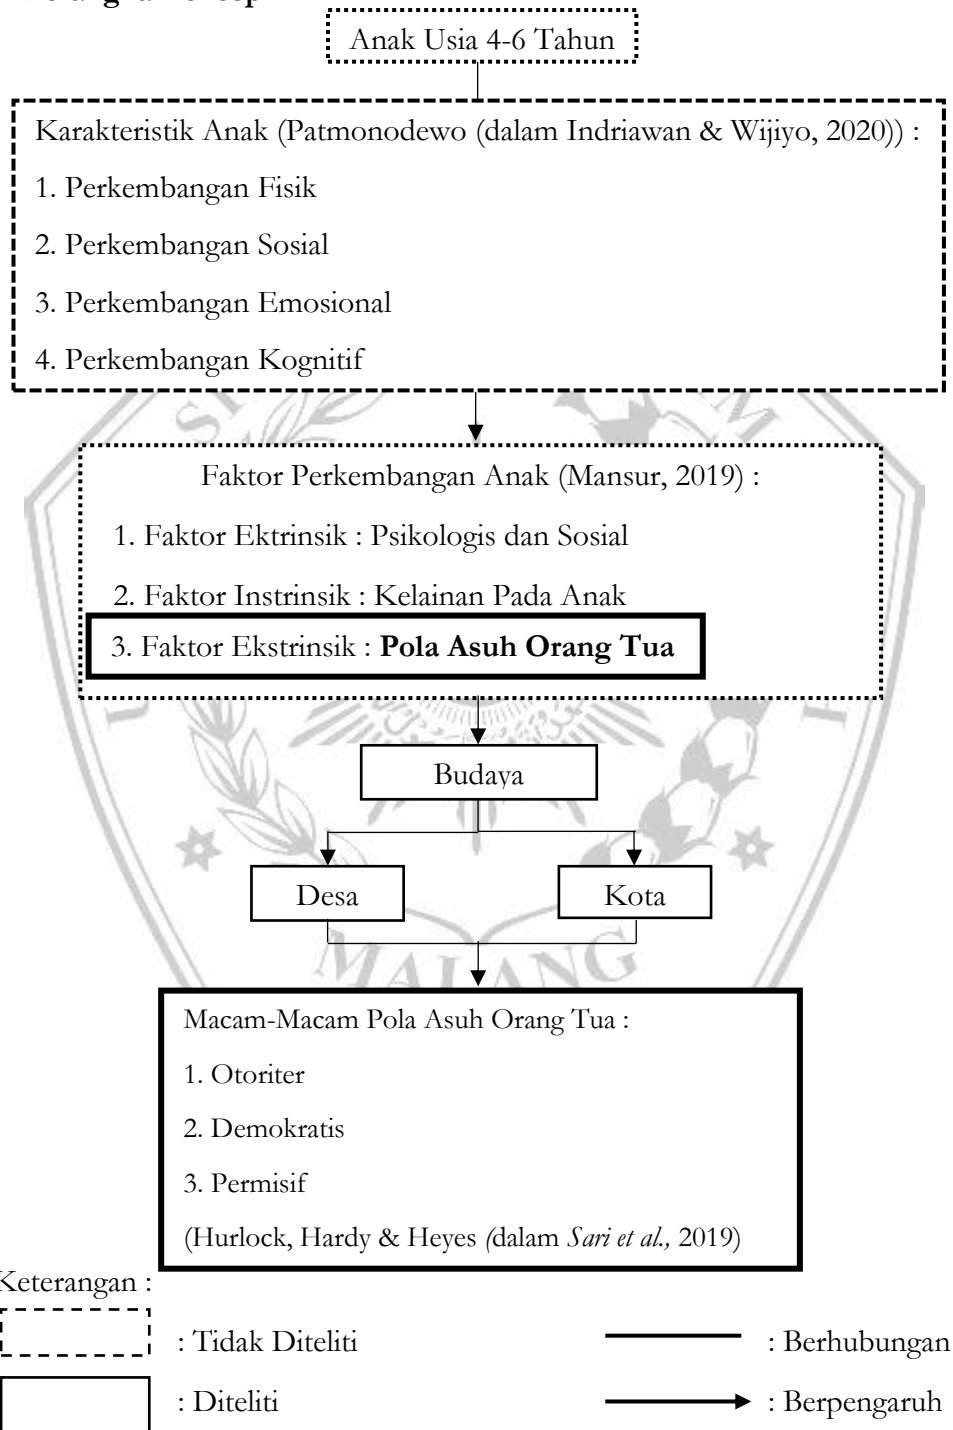 Anak Usia 4-6 Tahun
Karakteristik Anak (Patmonodewo (dalam Indriawan & Wijiyo, 2020)) :
1. Perkembangan Fisik
2. Perkembangan Sosial
3. Perkembangan Emosional
4. Perkembangan Kognitif
Faktor Perkembangan Anak (Mansur, 2019) :
1. Faktor Ektrinsik : Psikologis dan Sosial
2. Faktor Instrinsik : Kelainan Pada Anak
3. Faktor Ekstrinsik : Pola Asuh Orang Tua
Budaya
Desa
Kota
MALANG
Macam-Macam Pola Asuh Orang Tua :
1. Otoriter
2. Demokratis
3. Permisif
(Hurlock, Hardy & Heyes (dalam Sari et al., 2019)
Keterangan :
: Tidak Diteliti
: Berhubungan
: Diteliti
: Berpengaruh